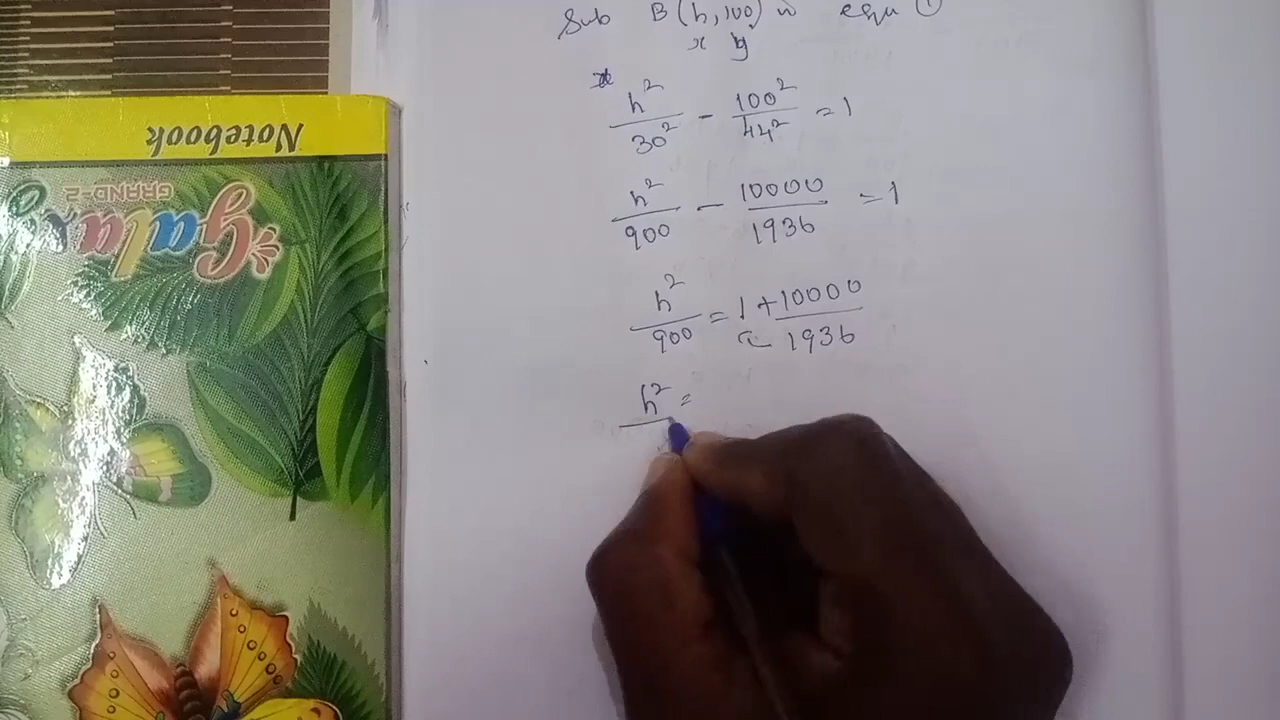 Sub B(h,100) in equ ①
x y
h²/30² - 100²/44² = 1
h²/900 - 10000/1936 = 1
h²/900 = 1 + 10000/1936
h² =
Notebook
GRAND-2
Galaxy